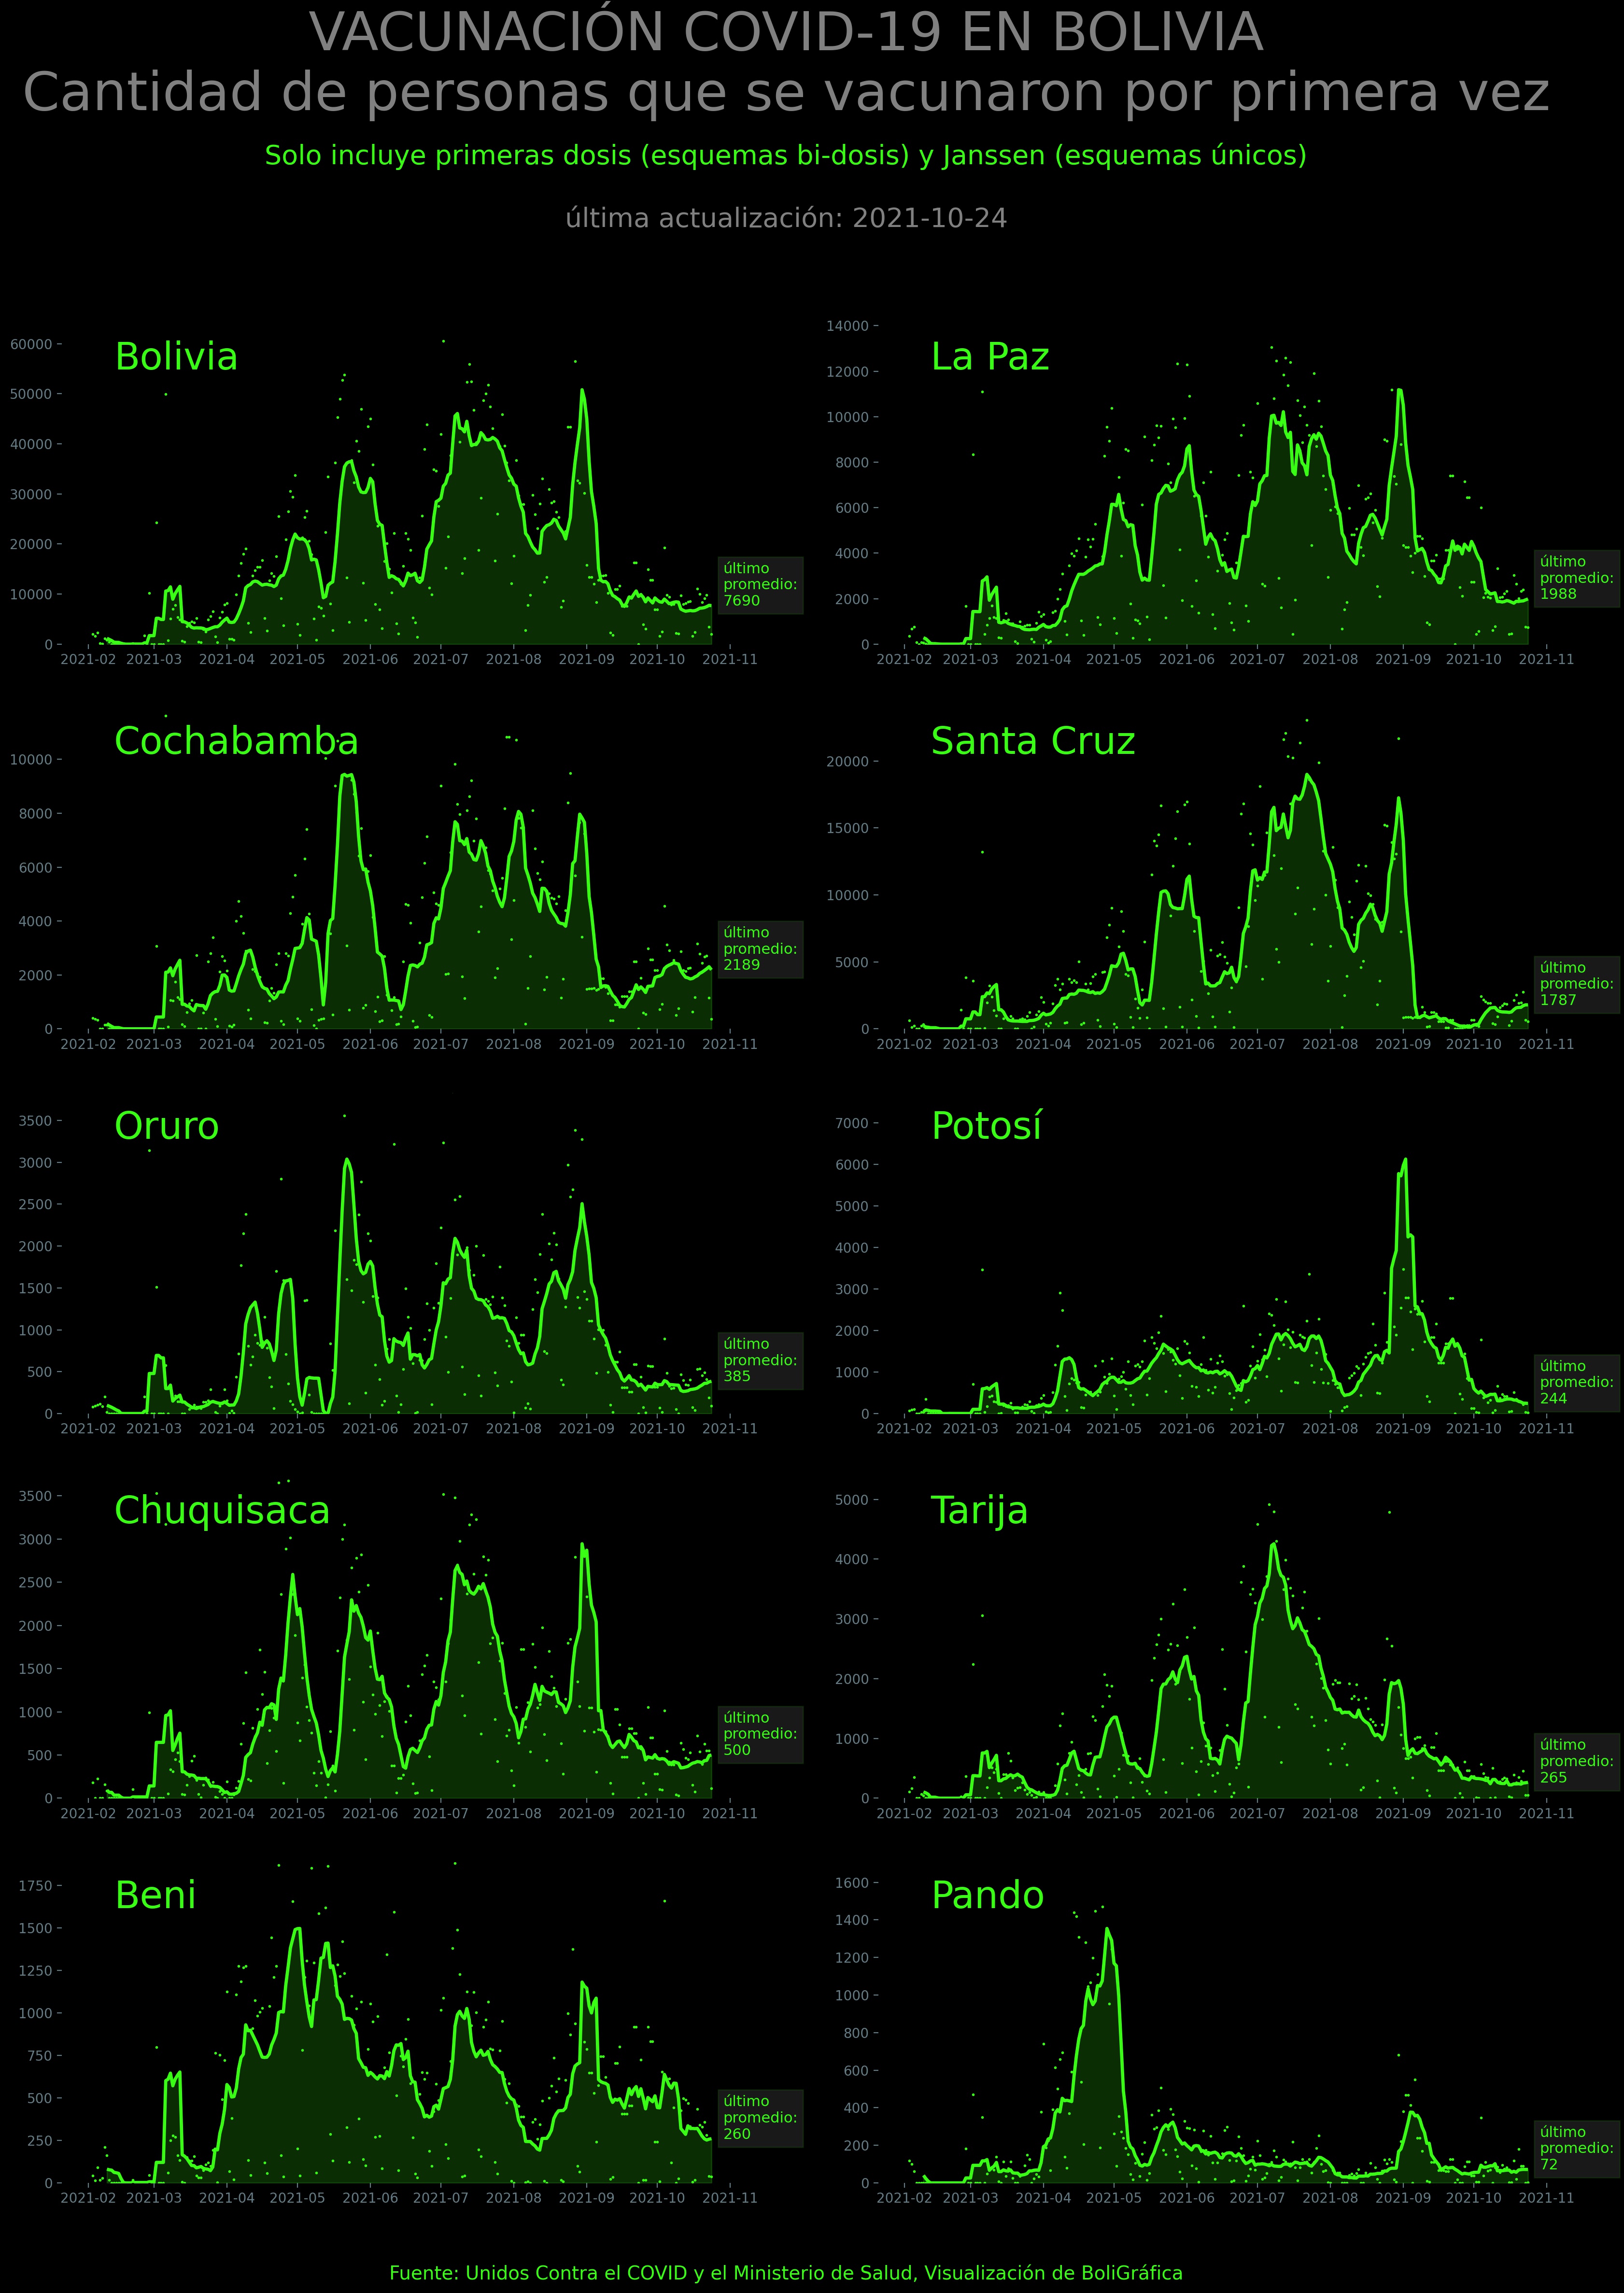 VACUNACIÓN COVID-19 EN BOLIVIA
Cantidad de personas que se vacunaron por primera vez
Solo incluye primeras dosis (esquemas bi-dosis) y Janssen (esquemas únicos)
última actualización: 2021-10-24
Bolivia
60000
50000
40000
30000
20000
10000
0
2021-02 2021-03 2021-04 2021-05 2021-06 2021-07 2021-08 2021-09 2021-10 2021-11
último
promedio:
7690
La Paz
14000
12000
10000
8000
6000
4000
2000
0
2021-02 2021-03 2021-04 2021-05 2021-06 2021-07 2021-08 2021-09 2021-10 2021-11
último
promedio:
1988
Cochabamba
10000
8000
6000
4000
2000
0
2021-02 2021-03 2021-04 2021-05 2021-06 2021-07 2021-08 2021-09 2021-10 2021-11
último
promedio:
2189
Santa Cruz
20000
15000
10000
5000
0
2021-02 2021-03 2021-04 2021-05 2021-06 2021-07 2021-08 2021-09 2021-10 2021-11
último
promedio:
1787
Oruro
3500
3000
2500
2000
1500
1000
500
0
2021-02 2021-03 2021-04 2021-05 2021-06 2021-07 2021-08 2021-09 2021-10 2021-11
último
promedio:
385
Potosí
7000
6000
5000
4000
3000
2000
1000
0
2021-02 2021-03 2021-04 2021-05 2021-06 2021-07 2021-08 2021-09 2021-10 2021-11
último
promedio:
244
Chuquisaca
3500
3000
2500
2000
1500
1000
500
0
2021-02 2021-03 2021-04 2021-05 2021-06 2021-07 2021-08 2021-09 2021-10 2021-11
último
promedio:
500
Tarija
5000
4000
3000
2000
1000
0
2021-02 2021-03 2021-04 2021-05 2021-06 2021-07 2021-08 2021-09 2021-10 2021-11
último
promedio:
265
Beni
1750
1500
1250
1000
750
500
250
0
2021-02 2021-03 2021-04 2021-05 2021-06 2021-07 2021-08 2021-09 2021-10 2021-11
último
promedio:
260
Pando
1600
1400
1200
1000
800
600
400
200
0
2021-02 2021-03 2021-04 2021-05 2021-06 2021-07 2021-08 2021-09 2021-10 2021-11
último
promedio:
72
Fuente: Unidos Contra el COVID y el Ministerio de Salud, Visualización de BoliGráfica